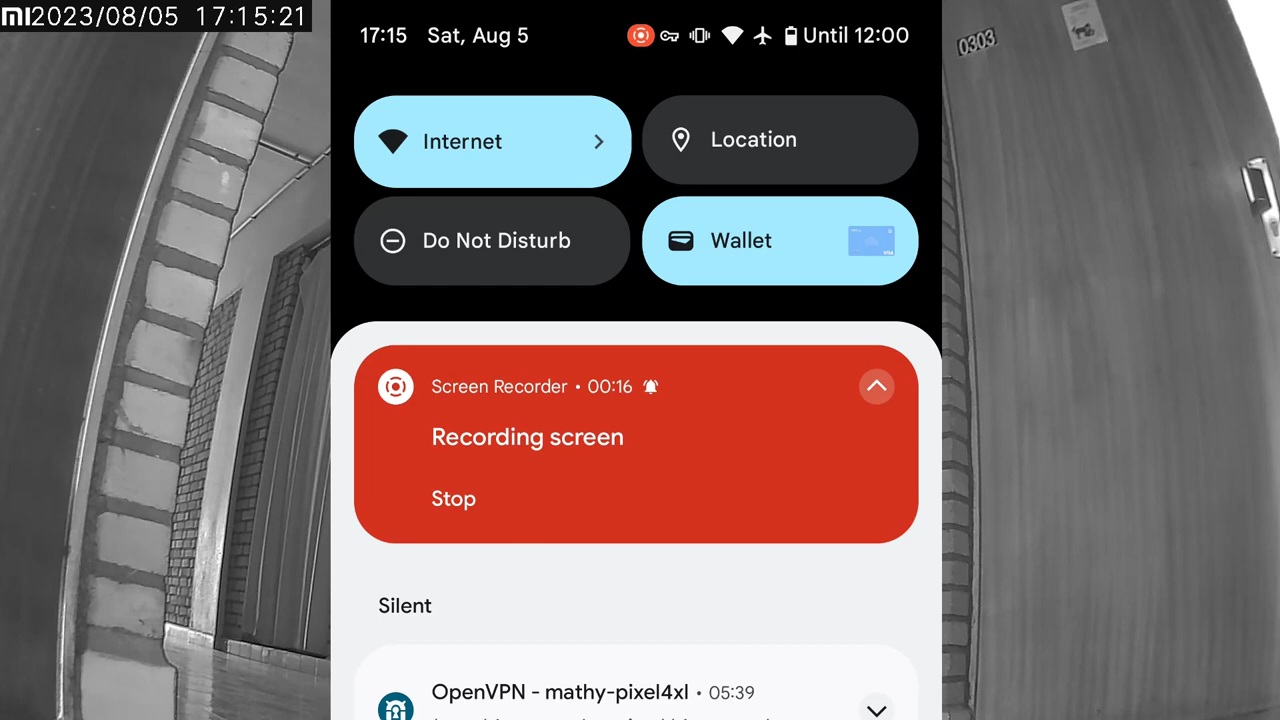 MI2023/08/05 17:15:21
17:15 Sat, Aug 5
Until 12:00
0303
Internet
Location
Do Not Disturb
Wallet
VISA
Screen Recorder • 00:16
Recording screen
Stop
Silent
OpenVPN - mathy-pixel4xl • 05:39